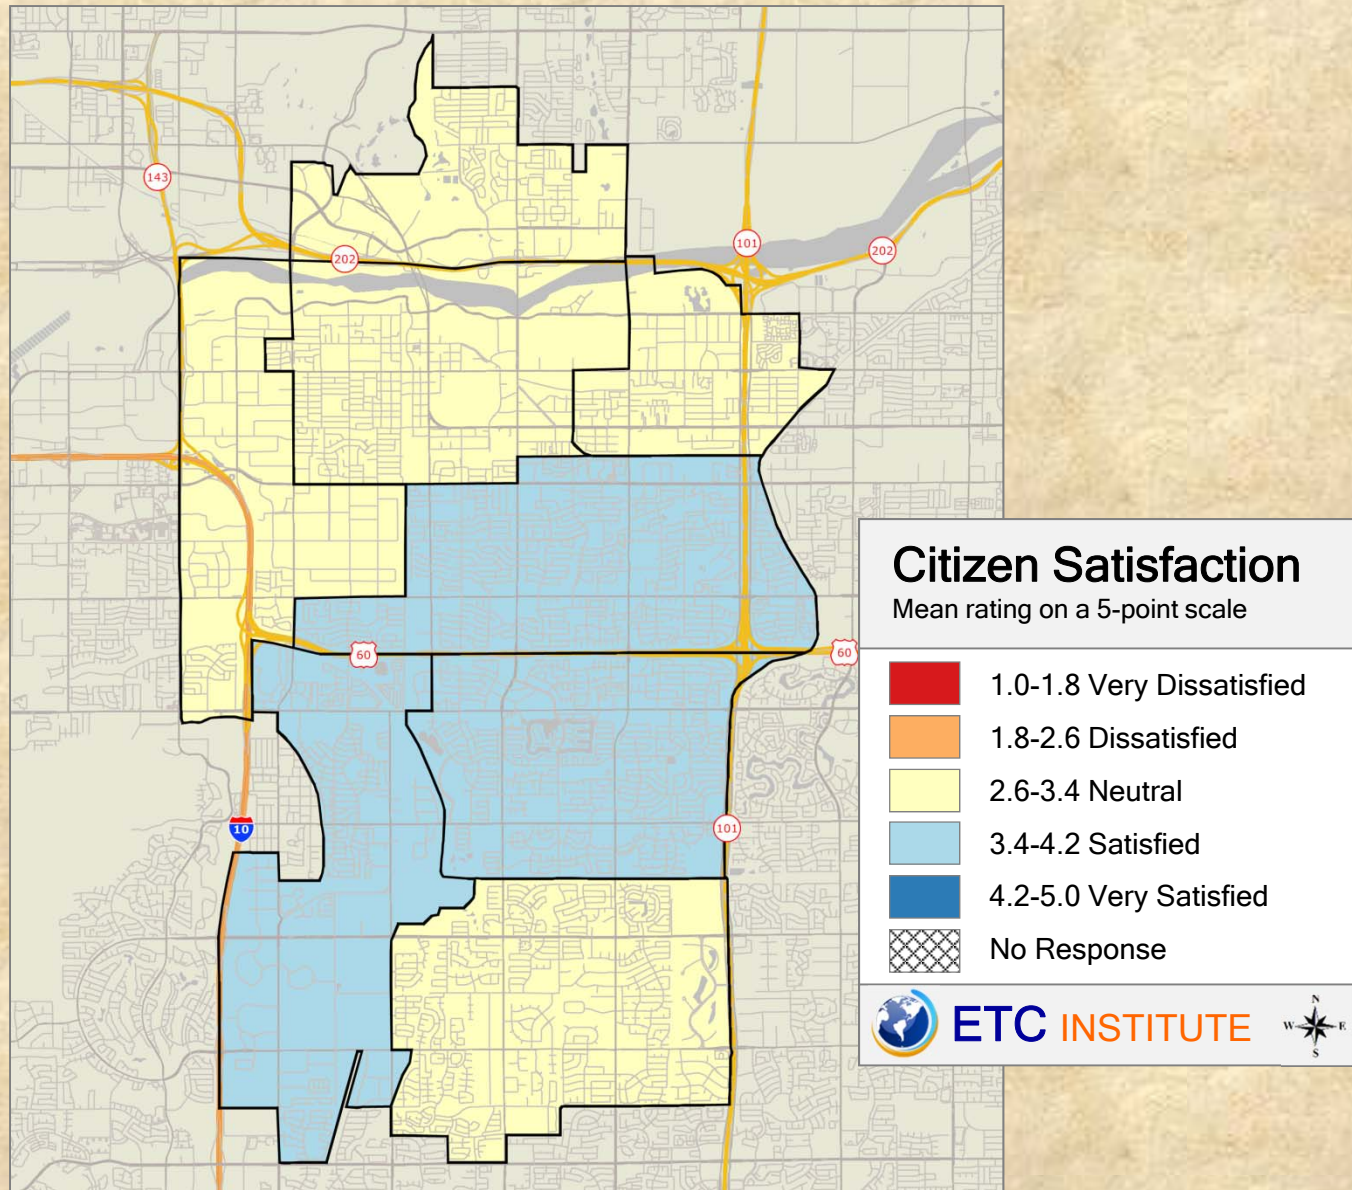 143
202
101
202
Citizen Satisfaction
Mean rating on a 5-point scale
60
60
1.0-1.8 Very Dissatisfied
1.8-2.6 Dissatisfied
2.6-3.4 Neutral
3.4-4.2 Satisfied
4.2-5.0 Very Satisfied
No Response
10
101
ETC INSTITUTE
N
W E
S